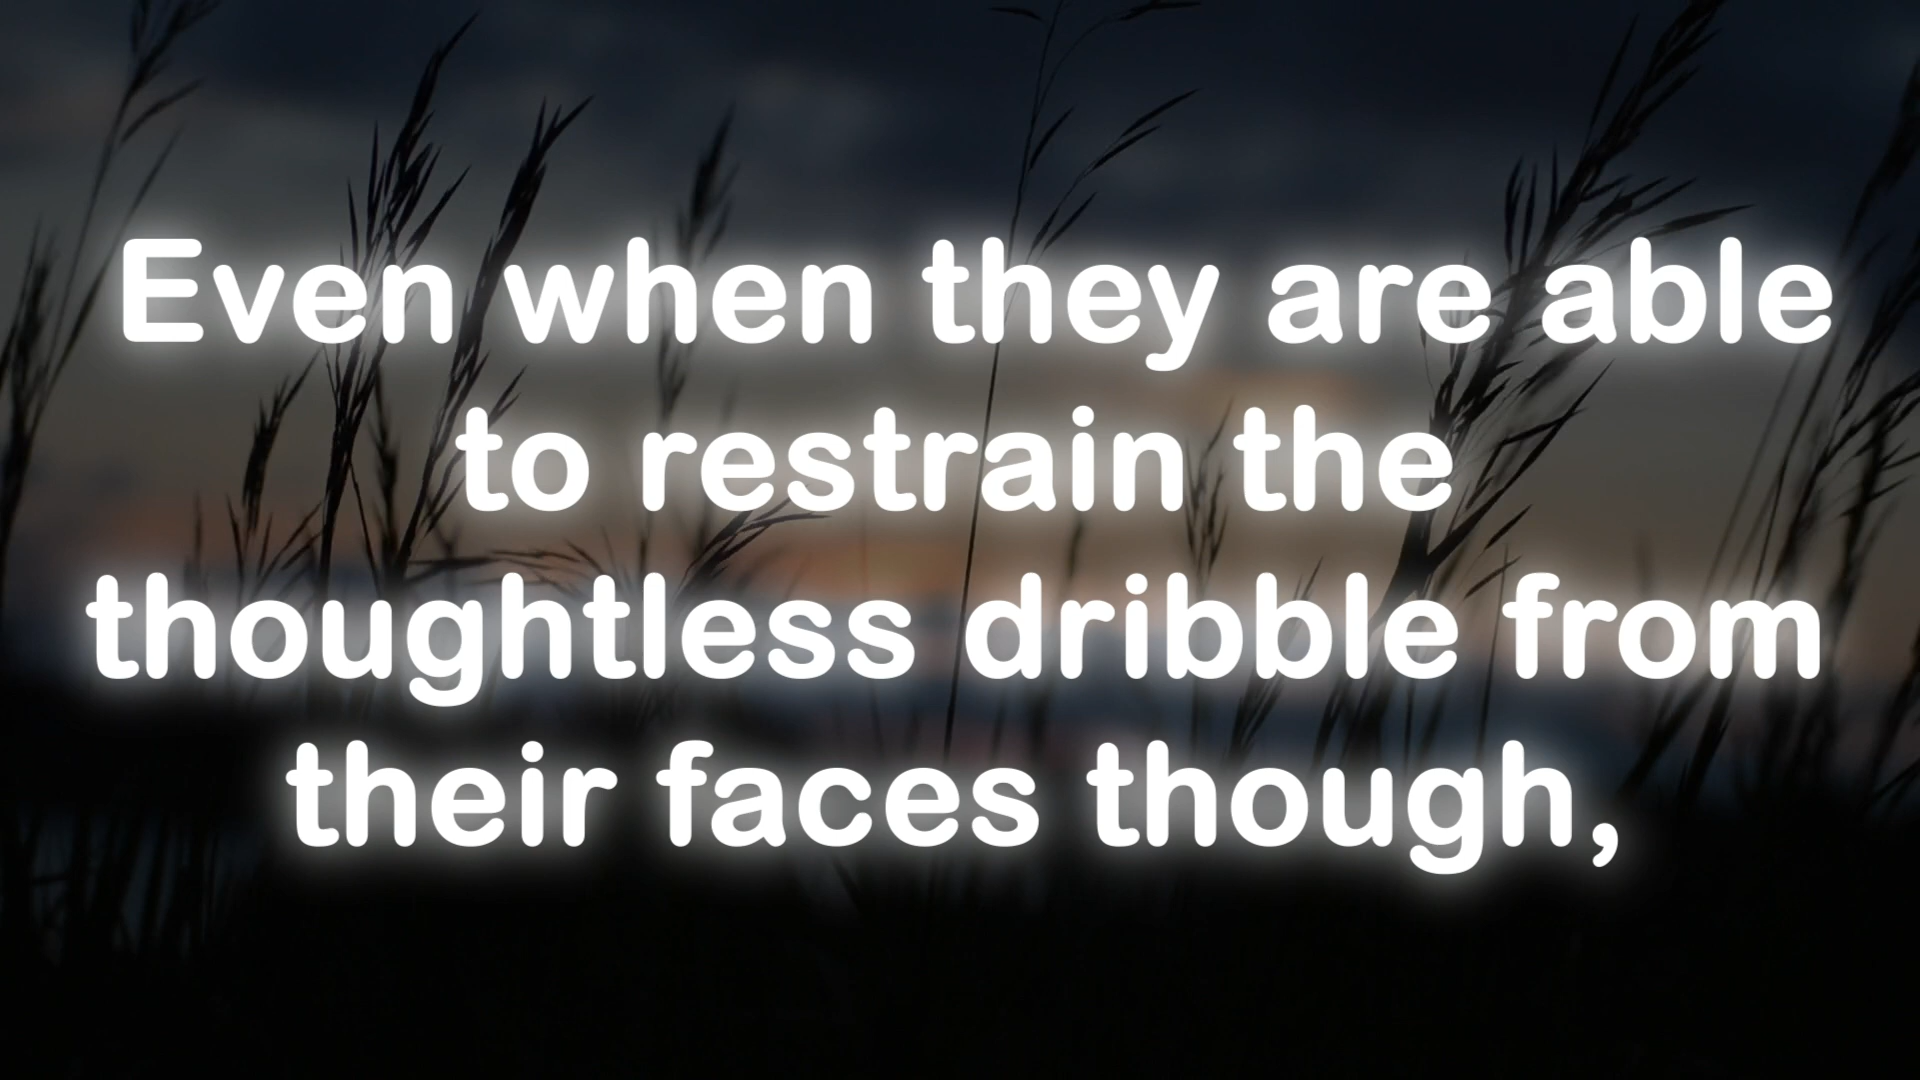 Even when they are able
to restrain the
thoughtless dribble from
their faces though,